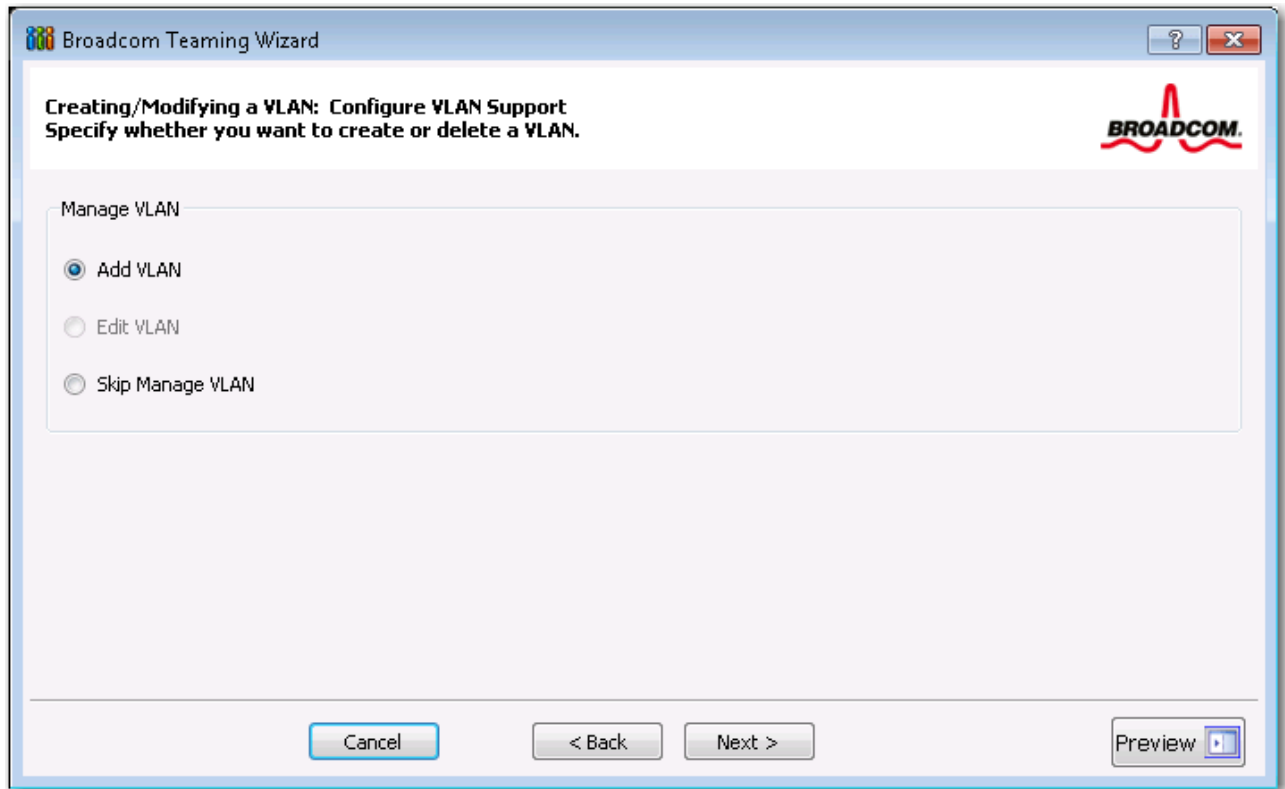 Broadcom Teaming Wizard
Creating/Modifying a VLAN: Configure VLAN Support
Specify whether you want to create or delete a VLAN.
BROADCOM.
Manage VLAN
Add VLAN
Edit VLAN
Skip Manage VLAN
Cancel
< Back
Next >
Preview